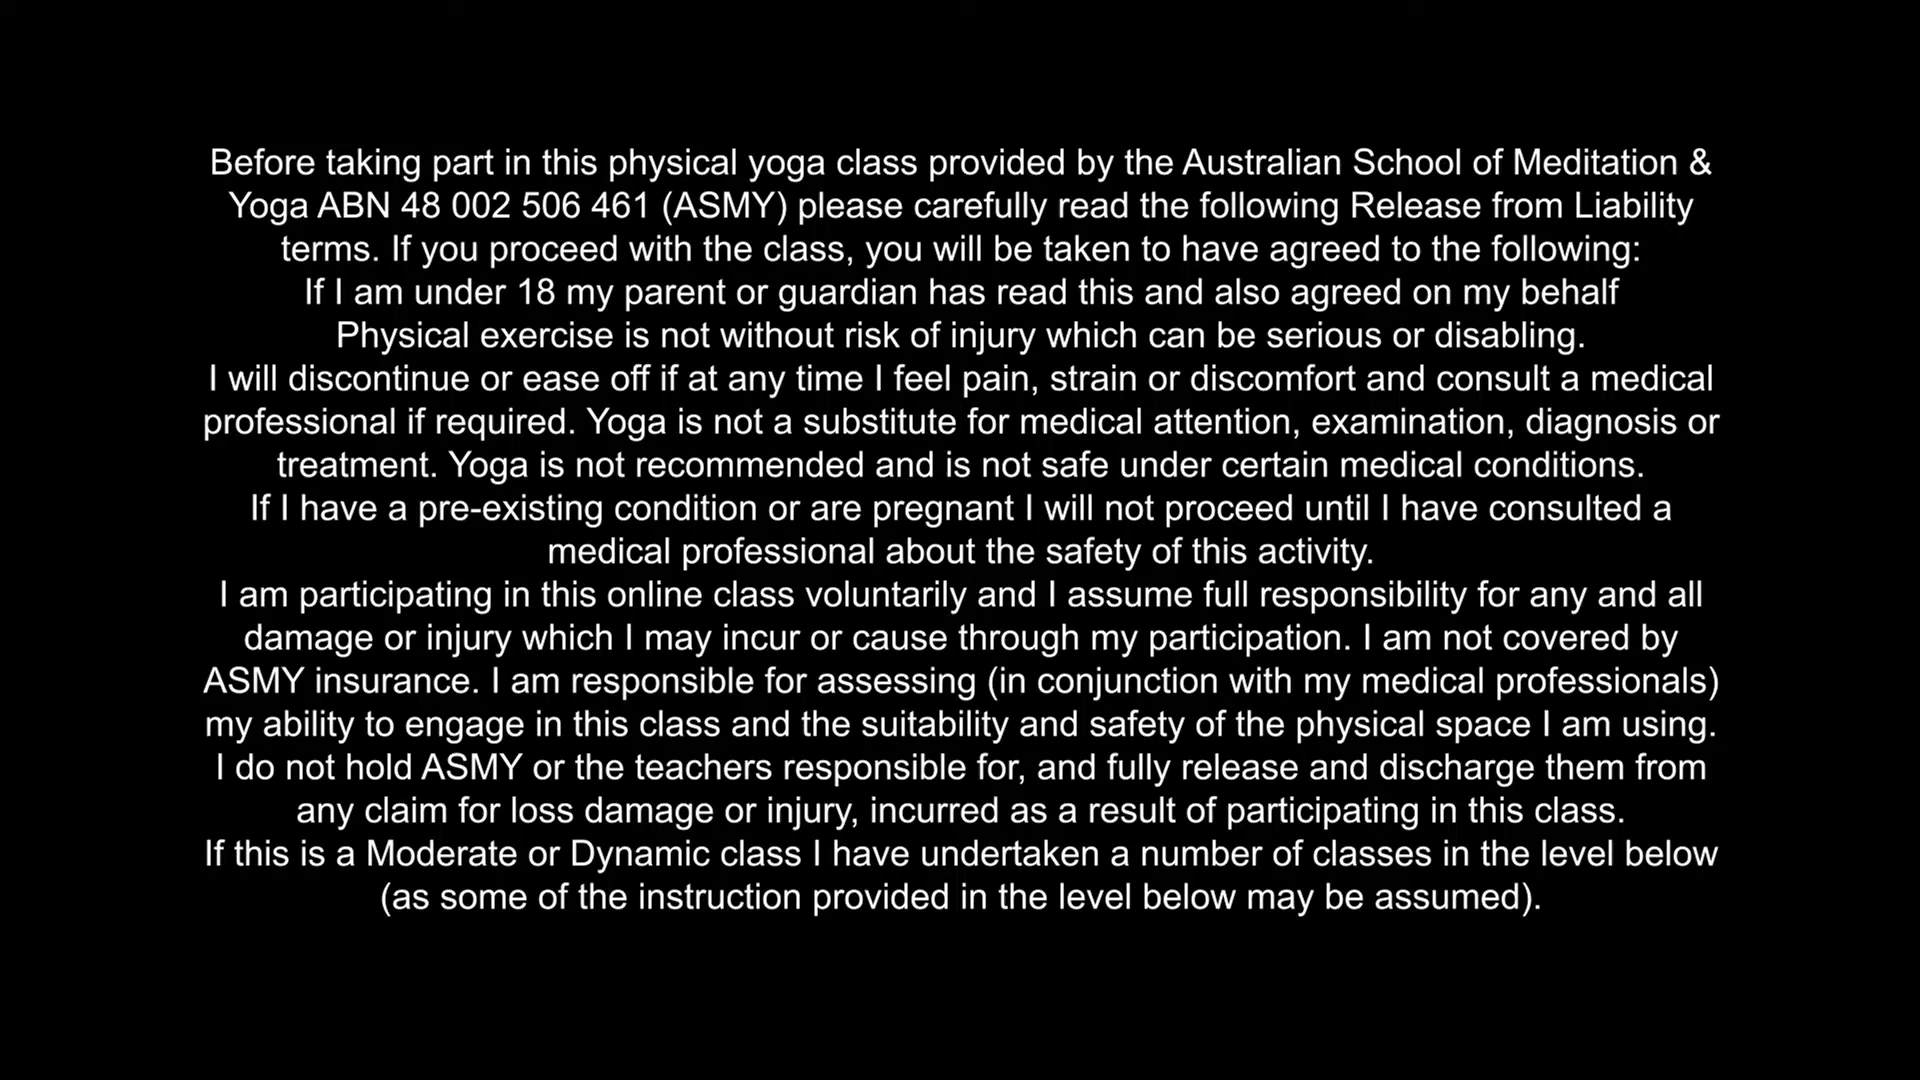 Before taking part in this physical yoga class provided by the Australian School of Meditation &
Yoga ABN 48 002 506 461 (ASMY) please carefully read the following Release from Liability
terms. If you proceed with the class, you will be taken to have agreed to the following:
If I am under 18 my parent or guardian has read this and also agreed on my behalf
Physical exercise is not without risk of injury which can be serious or disabling.
I will discontinue or ease off if at any time I feel pain, strain or discomfort and consult a medical
professional if required. Yoga is not a substitute for medical attention, examination, diagnosis or
treatment. Yoga is not recommended and is not safe under certain medical conditions.
If I have a pre-existing condition or are pregnant I will not proceed until I have consulted a
medical professional about the safety of this activity.
I am participating in this online class voluntarily and I assume full responsibility for any and all
damage or injury which I may incur or cause through my participation. I am not covered by
ASMY insurance. I am responsible for assessing (in conjunction with my medical professionals)
my ability to engage in this class and the suitability and safety of the physical space I am using.
I do not hold ASMY or the teachers responsible for, and fully release and discharge them from
any claim for loss damage or injury, incurred as a result of participating in this class.
If this is a Moderate or Dynamic class I have undertaken a number of classes in the level below
(as some of the instruction provided in the level below may be assumed).